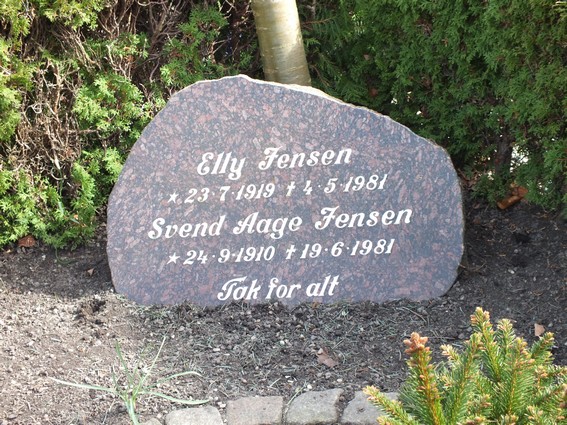 Elly Jensen
★ 23·7·1919 ✝ 4·5·1981
Svend Aage Jensen
★ 24·9·1910 ✝ 19·6·1981
Tak for alt